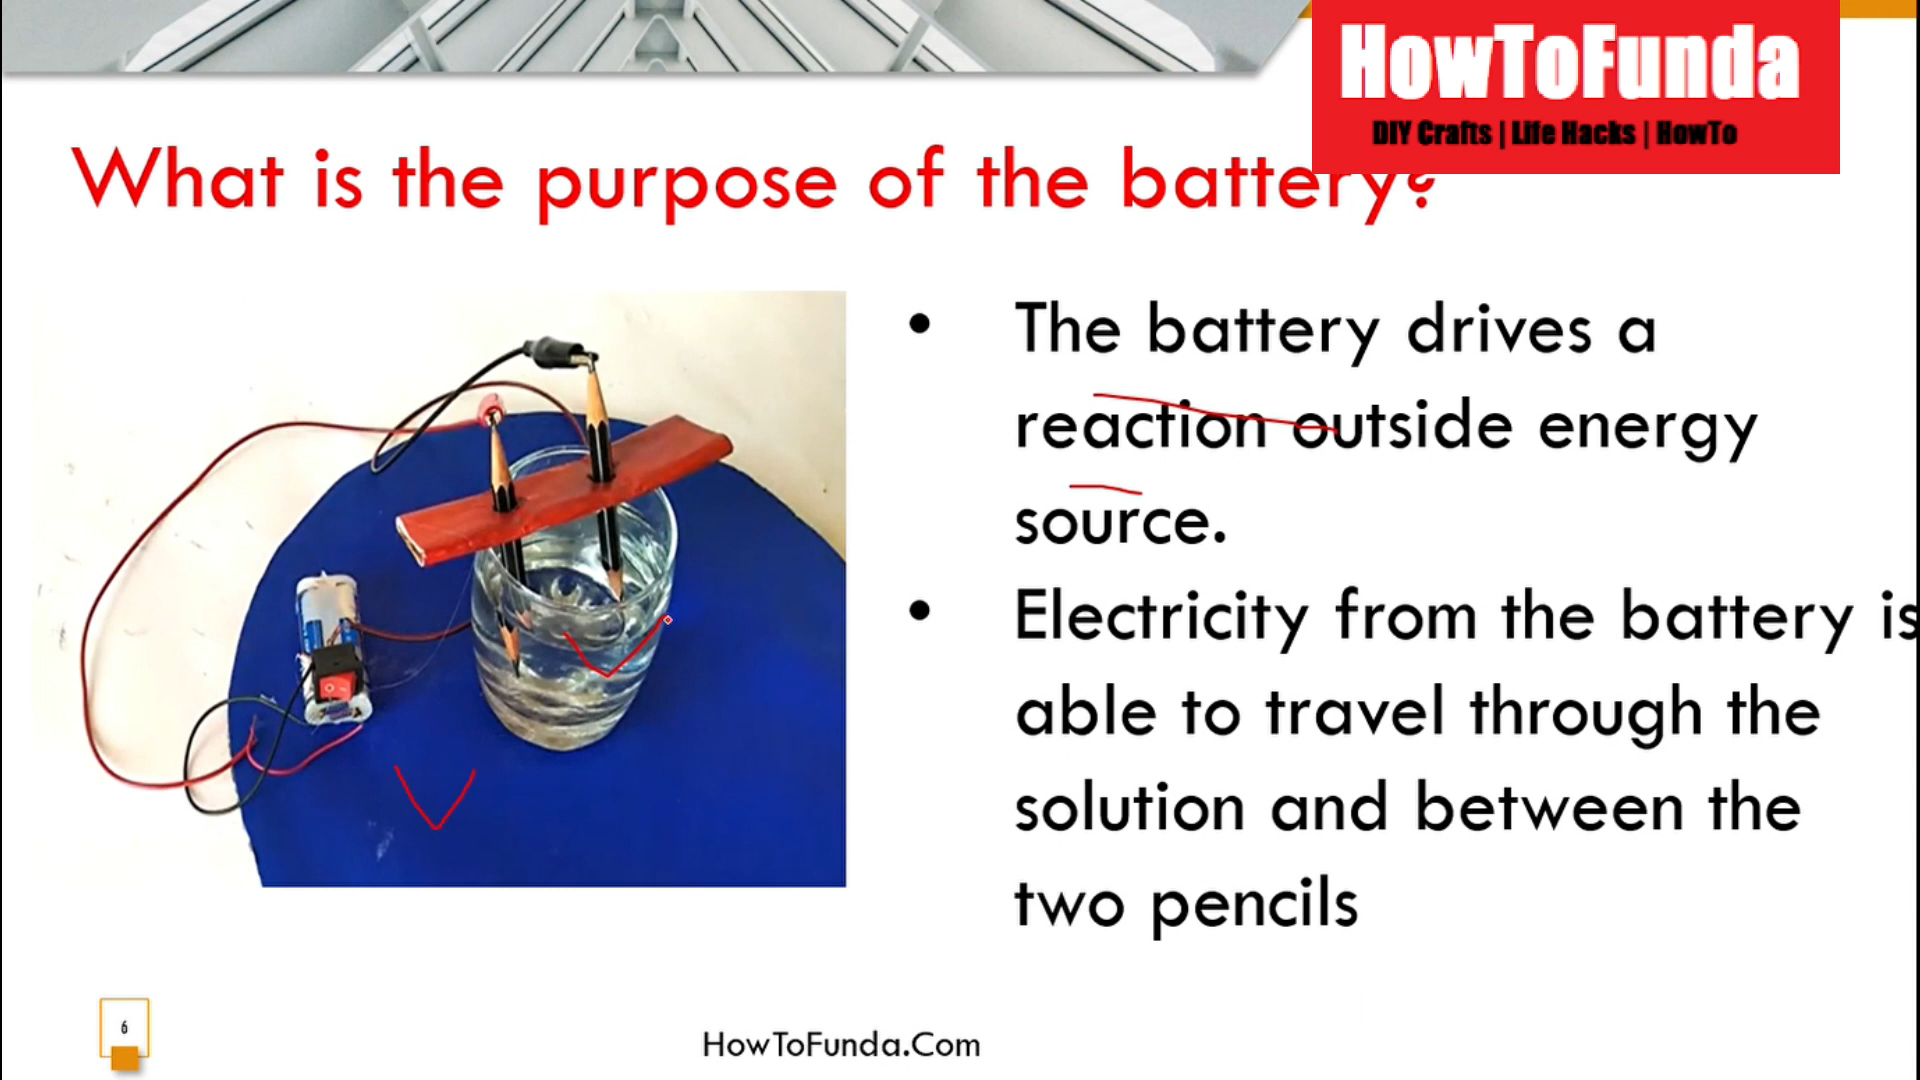 HowToFunda
DIY Crafts | Life Hacks | HowTo
What is the purpose of the battery?
• The battery drives a
reaction outside energy
source.
• Electricity from the battery is
able to travel through the
solution and between the
two pencils
6
HowToFunda.Com